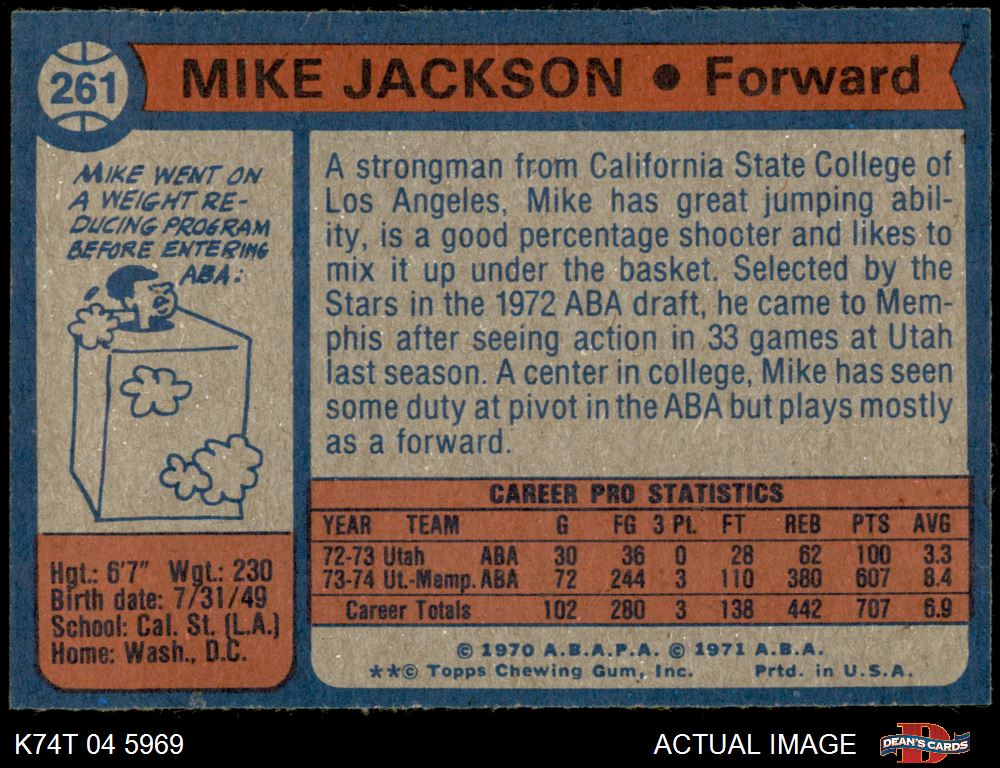 261
MIKE JACKSON ● Forward
MIKE WENT ON
A WEIGHT RE-
DUCING PROGRAM
BEFORE ENTERING
ABA:
A strongman from California State College of
Los Angeles, Mike has great jumping abil-
ity, is a good percentage shooter and likes to
mix it up under the basket. Selected by the
Stars in the 1972 ABA draft, he came to Mem-
phis after seeing action in 33 games at Utah
last season. A center in college, Mike has seen
some duty at pivot in the ABA but plays mostly
as a forward.
Hgt.: 6'7" Wgt.: 230
Birth date: 7/31/49
School: Cal. St. (L.A.)
Home: Wash., D.C.
CAREER PRO STATISTICS
YEAR TEAM G FG 3 Pt. FT REB PTS AVG
72-73 Utah ABA 30 36 0 28 62 100 3.3
73-74 Ut.-Memp. ABA 72 244 3 110 380 607 8.4
Career Totals 102 280 3 138 442 707 6.9
© 1970 A.B.A.P.A. © 1971 A.B.A.
**© Topps Chewing Gum, Inc. Prtd. in U.S.A.
K74T 04 5969
ACTUAL IMAGE
DEAN'S CARDS